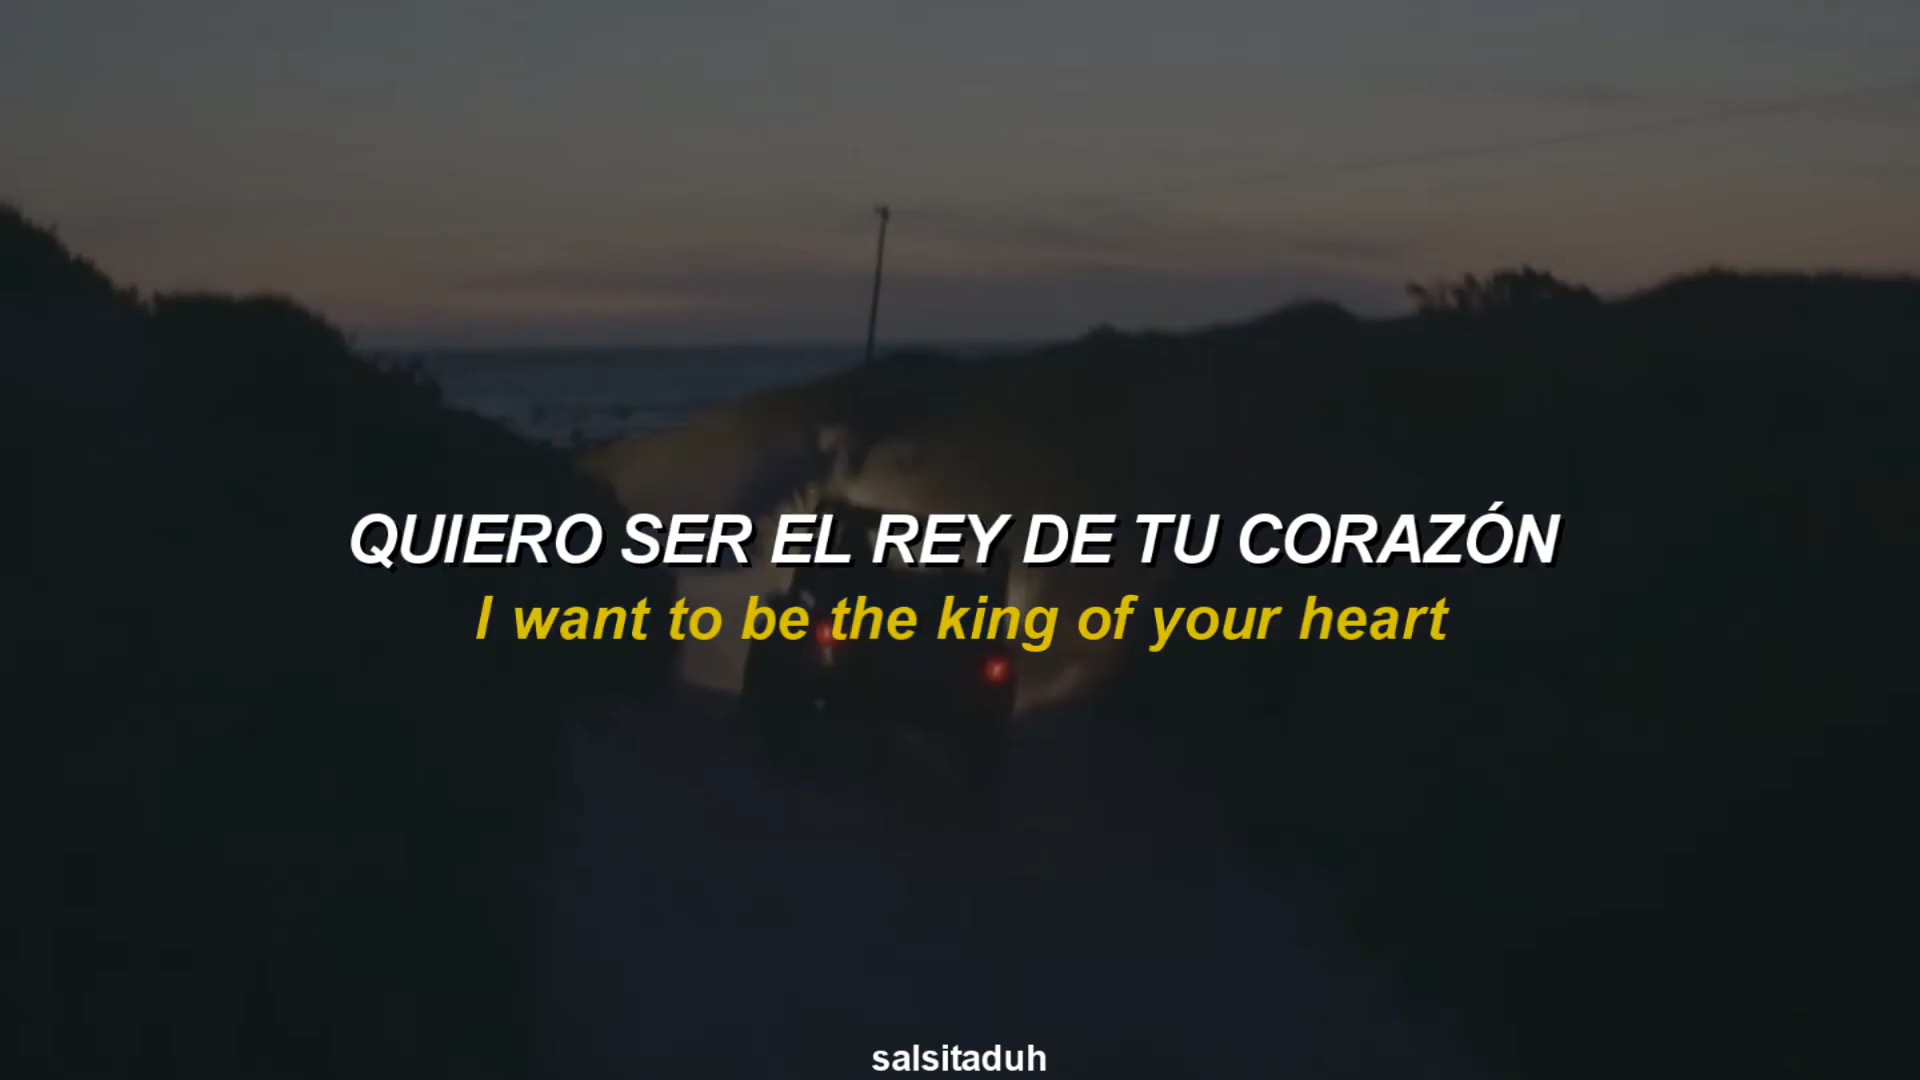 QUIERO SER EL REY DE TU CORAZÓN
I want to be the king of your heart
salsitaduh